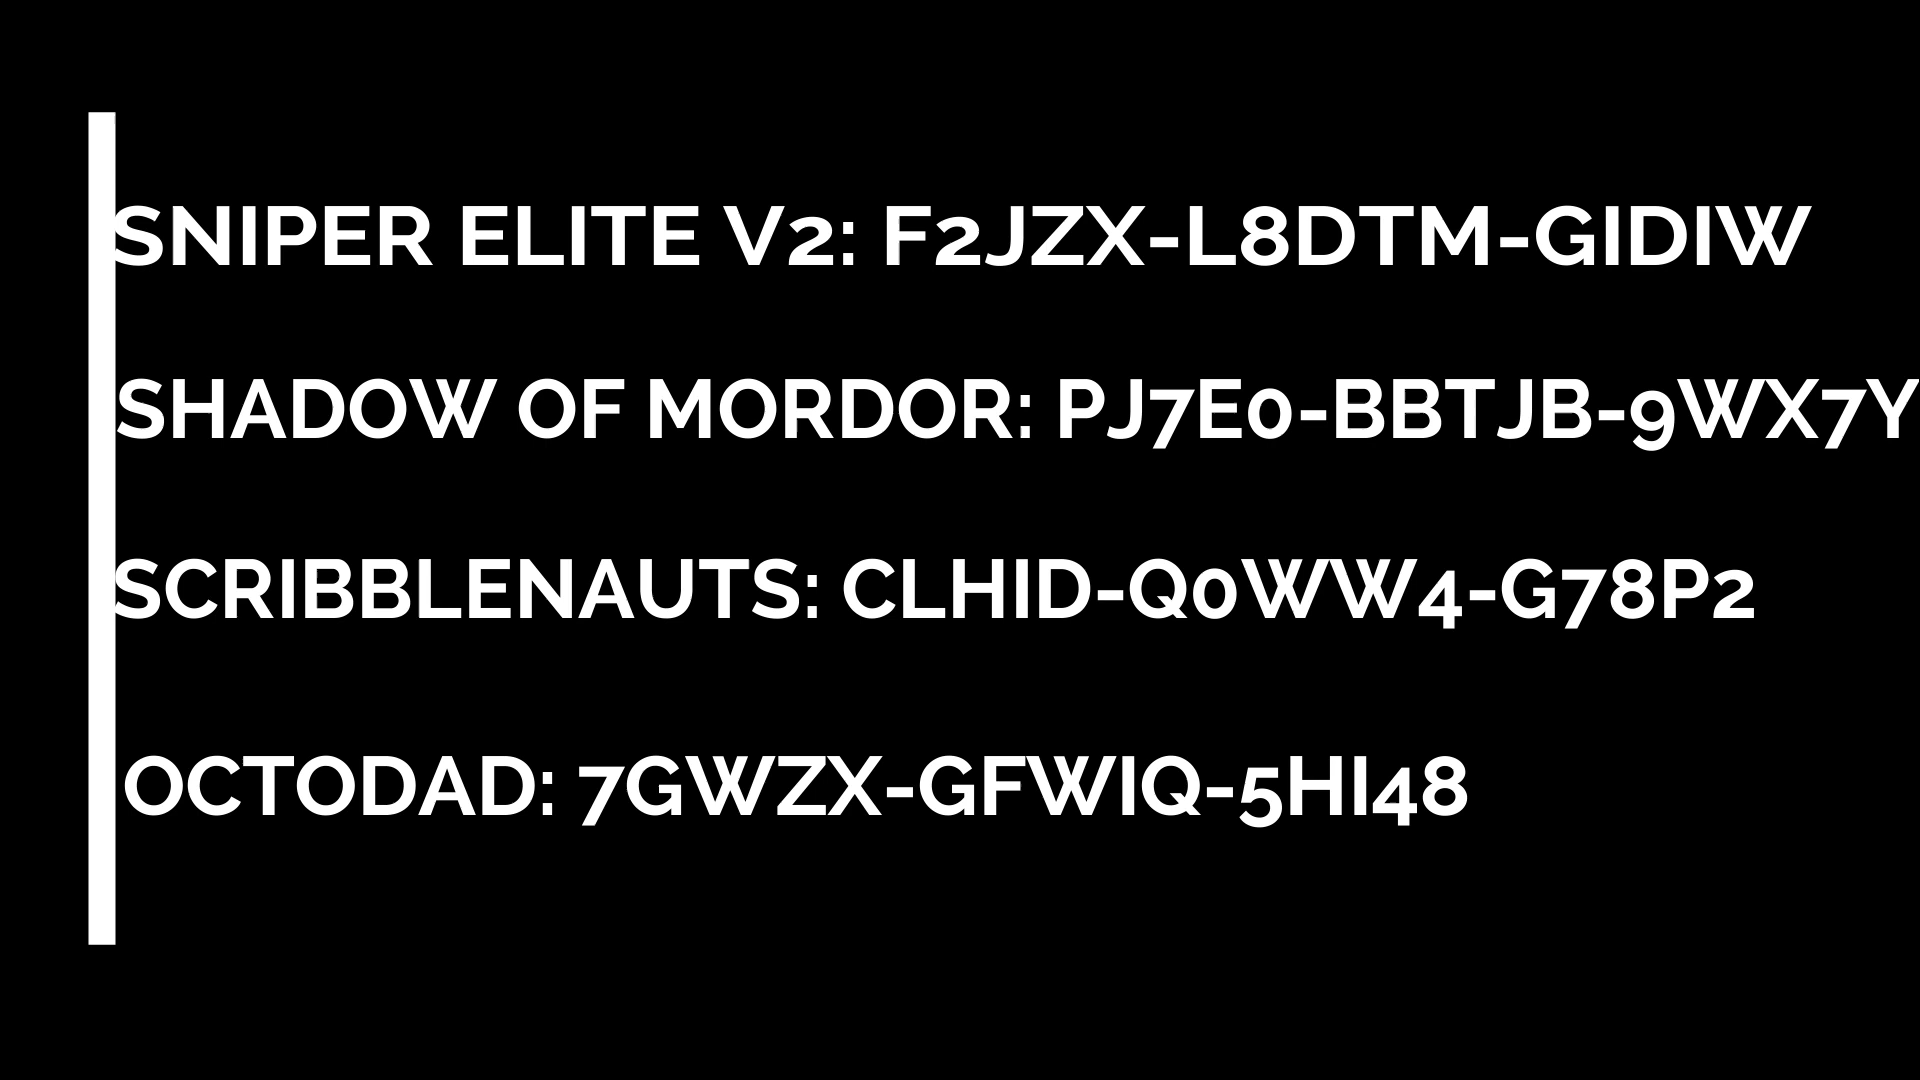 SNIPER ELITE V2: F2JZX-L8DTM-GIDIW
SHADOW OF MORDOR: PJ7E0-BBTJB-9WX7Y
SCRIBBLENAUTS: CLHID-Q0WW4-G78P2
OCTODAD: 7GWZX-GFWIQ-5HI48